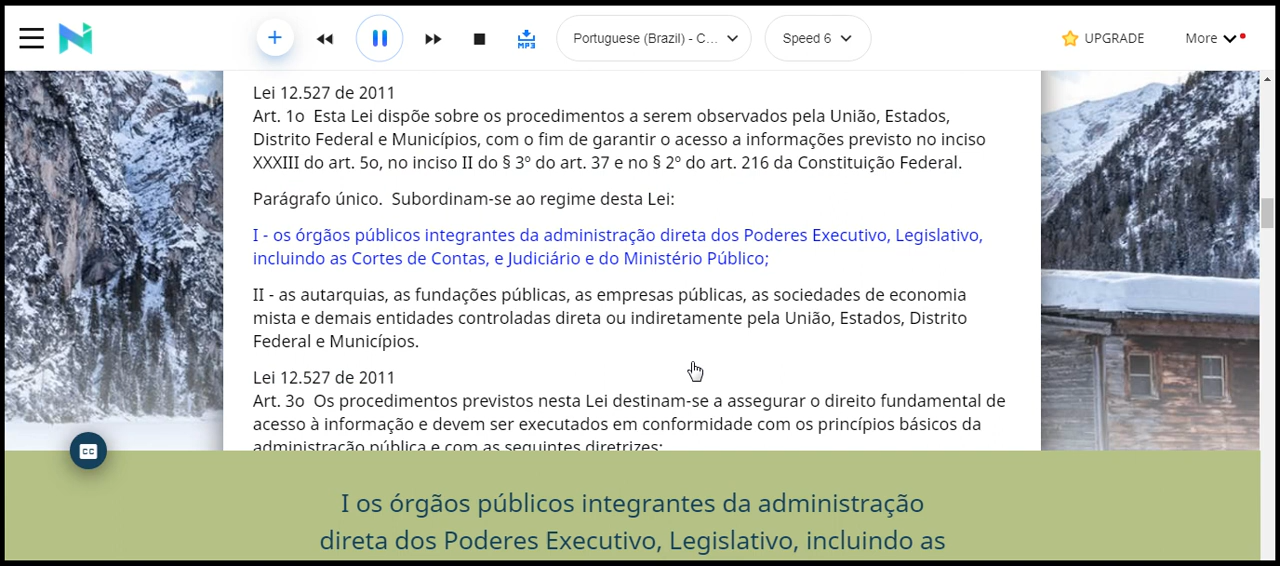 MP3
Portuguese (Brazil) - C...
Speed 6
UPGRADE
More
Lei 12.527 de 2011
Art. 1o  Esta Lei dispõe sobre os procedimentos a serem observados pela União, Estados,
Distrito Federal e Municípios, com o fim de garantir o acesso a informações previsto no inciso
XXXIII do art. 5o, no inciso II do § 3º do art. 37 e no § 2º do art. 216 da Constituição Federal.
Parágrafo único.  Subordinam-se ao regime desta Lei:
I - os órgãos públicos integrantes da administração direta dos Poderes Executivo, Legislativo,
incluindo as Cortes de Contas, e Judiciário e do Ministério Público;
II - as autarquias, as fundações públicas, as empresas públicas, as sociedades de economia
mista e demais entidades controladas direta ou indiretamente pela União, Estados, Distrito
Federal e Municípios.
Lei 12.527 de 2011
Art. 3o  Os procedimentos previstos nesta Lei destinam-se a assegurar o direito fundamental de
acesso à informação e devem ser executados em conformidade com os princípios básicos da
administração pública e com as seguintes diretrizes:
CC
I os órgãos públicos integrantes da administração
direta dos Poderes Executivo, Legislativo, incluindo as